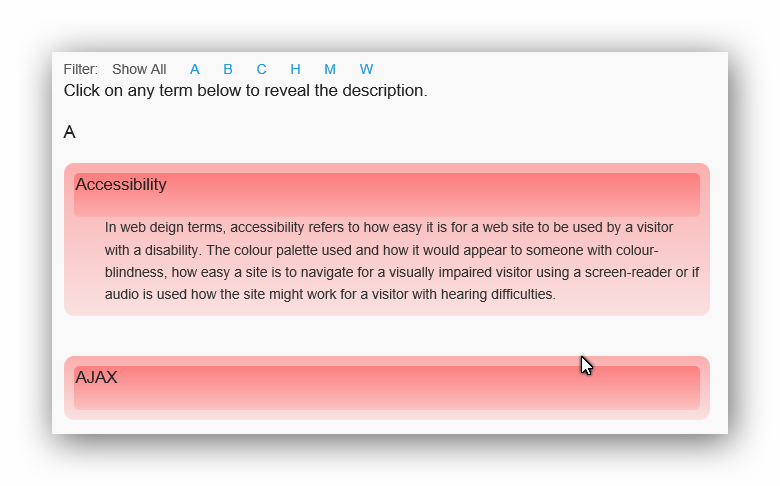 Filter: Show All A B C H M W
Click on any term below to reveal the description.
A
Accessibility
In web deign terms, accessibility refers to how easy it is for a web site to be used by a visitor
with a disability. The colour palette used and how it would appear to someone with colour-
blindness, how easy a site is to navigate for a visually impaired visitor using a screen-reader or if
audio is used how the site might work for a visitor with hearing difficulties.
AJAX